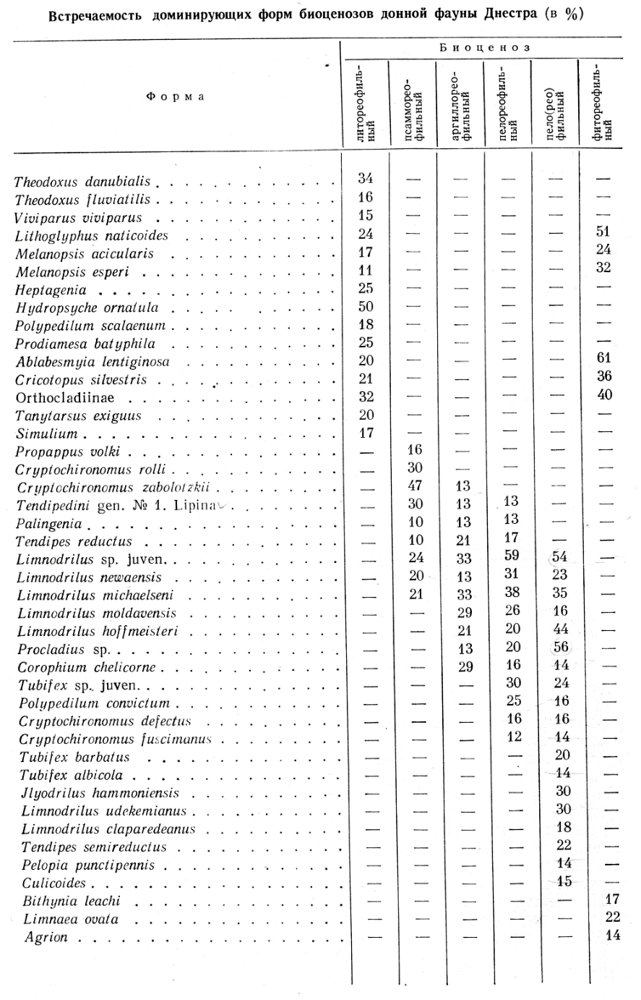 Встречаемость доминирующих форм биоценозов донной фауны Днестра (в %)
Биоценоз
Форма
литореофиль-
ный
псаммореo-
фильный
аргиллорео-
фильный
пелореофиль-
ный
пело(рео)
фильный
фитореофиль-
ный
Theodoxus danubialis . . . . . . . . . . . . 34 — — — — —
Theodoxus fluviatilis . . . . . . . . . . . . 16 — — — — —
Viviparus viviparus . . . . . . . . . . . . 15 — — — — —
Lithoglyphus naticoides . . . . . . . . . . . 24 — — — — 51
Melanopsis acicularis . . . . . . . . . . . 17 — — — — 24
Melanopsis esperi . . . . . . . . . . . . . 11 — — — — 32
Heptagenia . . . . . . . . . . . . . . . 25 — — — — —
Hydropsyche ornatula . . . . . . . . . . . 50 — — — — —
Polypedilum scalaenum . . . . . . . . . . . 18 — — — — —
Prodiamesa batyphila . . . . . . . . . . . 25 — — — — —
Ablabesmyia lentiginosa . . . . . . . . . . 20 — — — — 61
Cricotopus silvestris . . . . . . . . . . . . 21 — — — — 36
Orthocladiinae . . . . . . . . . . . . . . 32 — — — — 40
Tanytarsus exiguus . . . . . . . . . . . . 20 — — — — —
Simulium . . . . . . . . . . . . . . . . 17 — — — — —
Propappus volki . . . . . . . . . . . . . . — 16 — — — —
Cryptochironomus rolli . . . . . . . . . . . — 30 — — — —
Cryptochironomus zabolotzkii . . . . . . . . — 47 13 — — —
Tendipedini gen. № 1. Lipina . . . . . . . . — 30 13 13 — —
Palingenia . . . . . . . . . . . . . . . . — 10 13 13 — —
Tendipes reductus . . . . . . . . . . . . . — 10 21 17 — —
Limnodrilus sp. juven. . . . . . . . . . . . — 24 33 59 54 —
Limnodrilus newaensis . . . . . . . . . . . — 20 13 31 23 —
Limnodrilus michaelseni . . . . . . . . . . — 21 33 38 35 —
Limnodrilus moldavensis . . . . . . . . . . — — 29 26 16 —
Limnodrilus hoffmeisteri . . . . . . . . . . — — 21 20 44 —
Procladius sp. . . . . . . . . . . . . . . . — — 13 20 56 —
Corophium chelicorne . . . . . . . . . . . . — — 29 16 14 —
Tubifex sp. juven. . . . . . . . . . . . . . — — — 30 24 —
Polypedilum convictum . . . . . . . . . . . — — — 25 16 —
Cryptochironomus defectus . . . . . . . . . — — — 16 16 —
Cryptochironomus fuscimanus . . . . . . . . — — — 12 14 —
Tubifex barbatus . . . . . . . . . . . . . — — — — 20 —
Tubifex albicola . . . . . . . . . . . . . . — — — — 14 —
Jlyodrilus hammoniensis . . . . . . . . . . — — — — 30 —
Limnodrilus udekemianus . . . . . . . . . . — — — — 30 —
Limnodrilus claparedeanus . . . . . . . . . — — — — 18 —
Tendipes semireductus . . . . . . . . . . . — — — — 22 —
Pelopia punctipennis . . . . . . . . . . . . — — — — 14 —
Culicoides . . . . . . . . . . . . . . . . — — — — 15 —
Bithynia leachi . . . . . . . . . . . . . . — — — — — 17
Limnaea ovata . . . . . . . . . . . . . . — — — — — 22
Agrion . . . . . . . . . . . . . . . . . . — — — — — 14